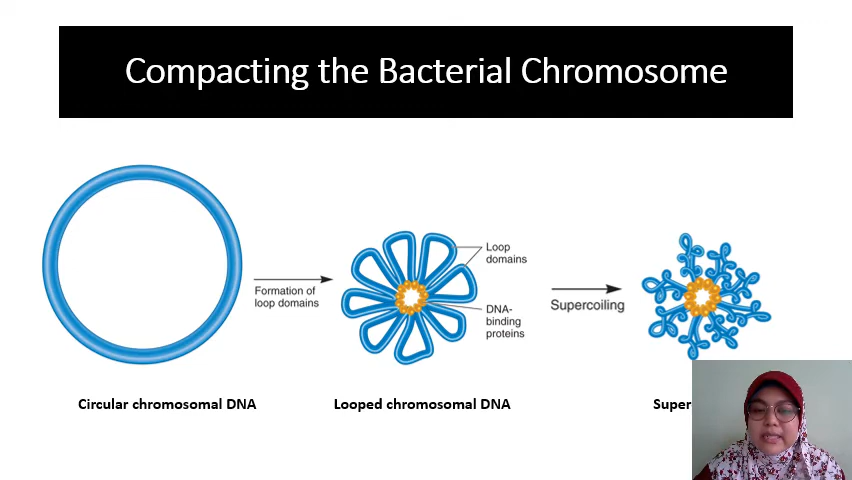 Compacting the Bacterial Chromosome
Formation of
loop domains
Loop
domains
DNA-
binding
proteins
Supercoiling
Circular chromosomal DNA
Looped chromosomal DNA